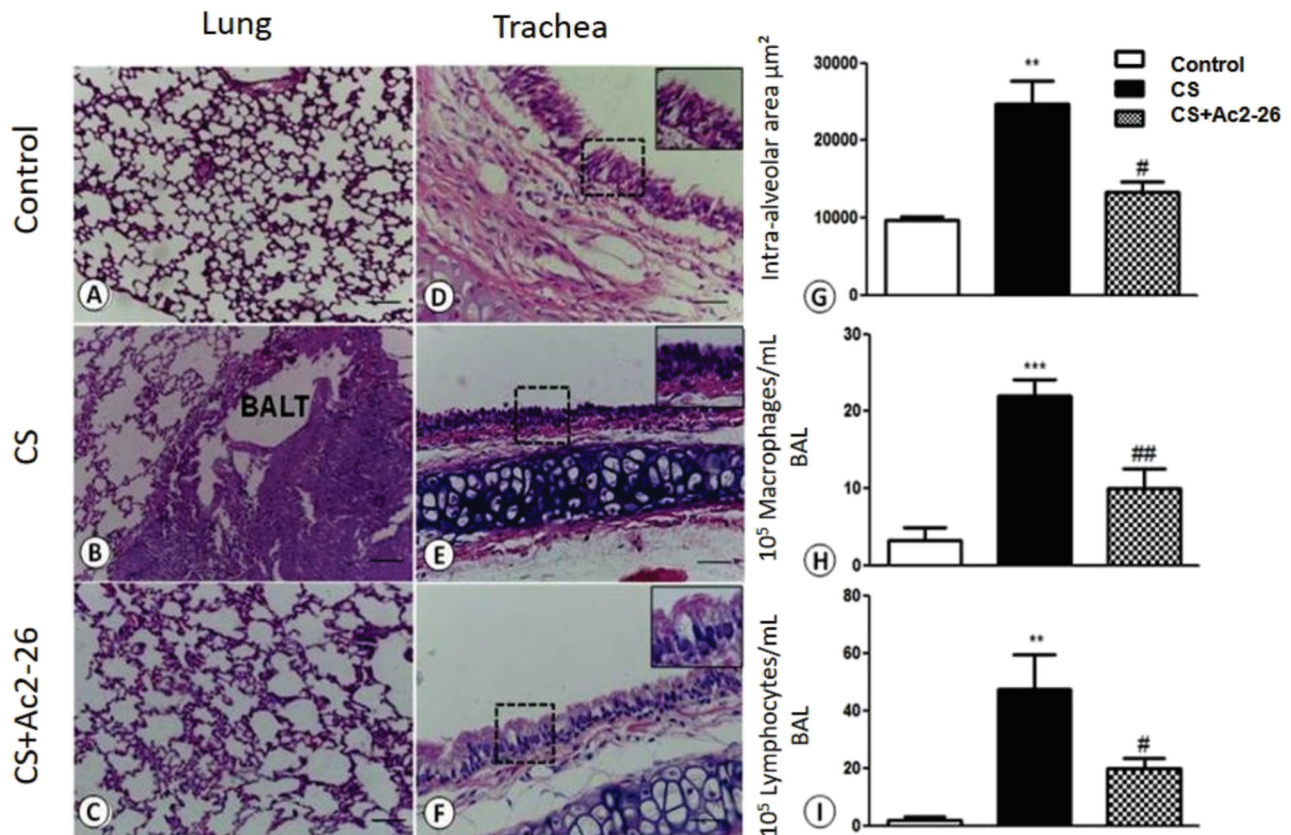 Lung
Trachea
Control
CS
CS+Ac2-26
A
D
B
BALT
E
C
F
Intra-alveolar area µm²
30000
20000
10000
0
**
#
Control
CS
CS+Ac2-26
G
10⁵ Macrophages/mL
BAL
30
20
10
0
***
##
H
10⁵ Lymphocytes/mL
BAL
80
60
40
20
0
**
#
I